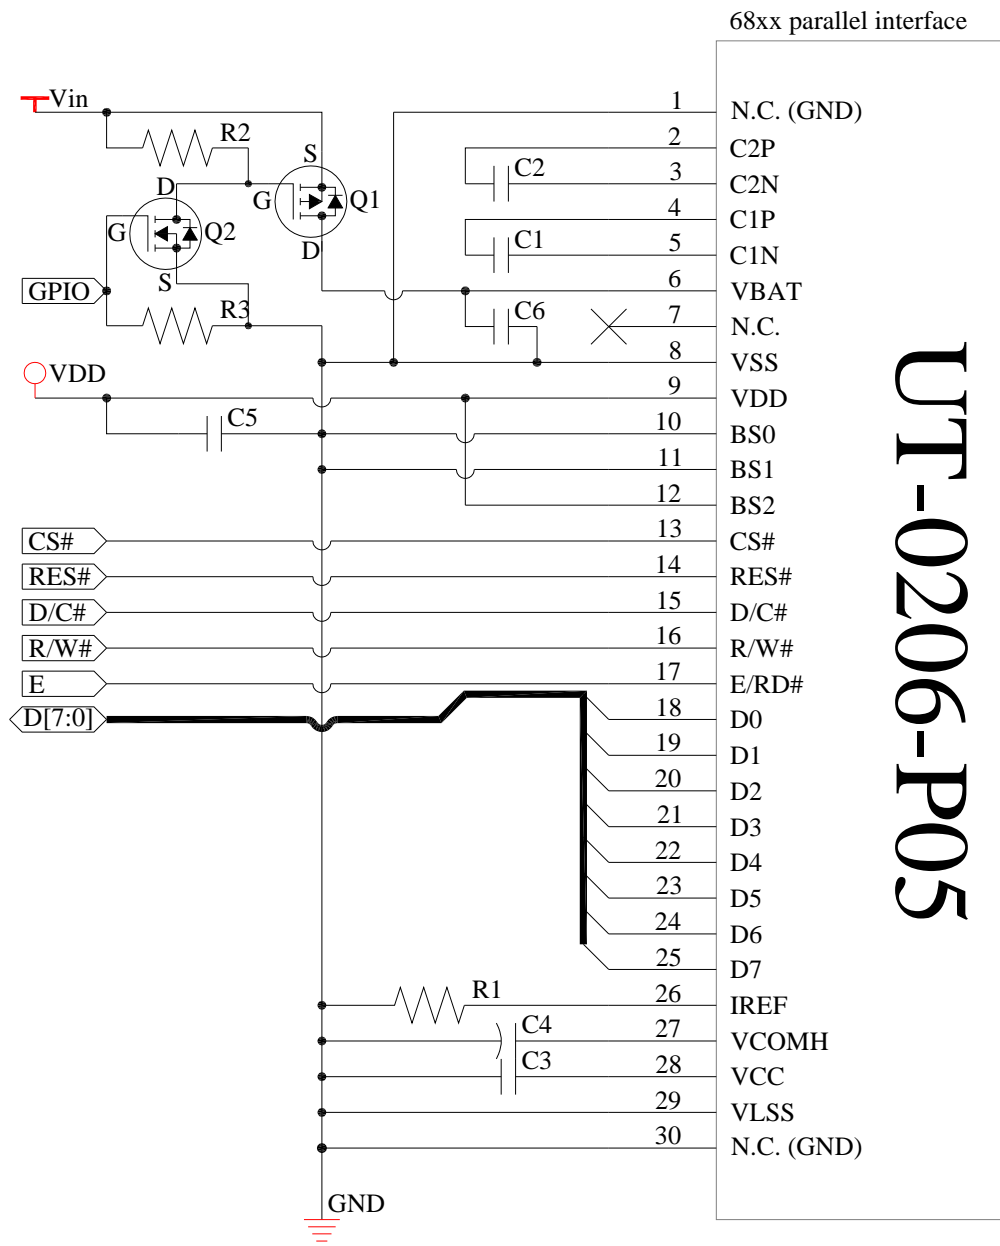 68xx parallel interface
Vin
R2
S
D
G
Q1
G
Q2
D
S
GPIO
R3
VDD
C5
C2
C1
C6
1 N.C. (GND)
2 C2P
3 C2N
4 C1P
5 C1N
6 VBAT
7 N.C.
8 VSS
9 VDD
10 BS0
11 BS1
12 BS2
CS# 13 CS#
RES# 14 RES#
D/C# 15 D/C#
R/W# 16 R/W#
E 17 E/RD#
D[7:0] 18 D0
19 D1
20 D2
21 D3
22 D4
23 D5
24 D6
25 D7
R1 26 IREF
C4 27 VCOMH
C3 28 VCC
29 VLSS
30 N.C. (GND)
GND
UT-0206-P05